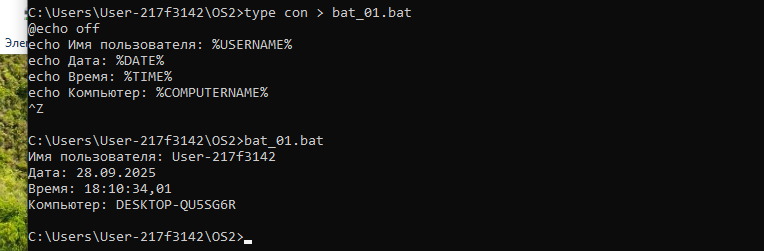 C:\Users\User-217f3142\OS2>type con > bat_01.bat
@echo off
echo Имя пользователя: %USERNAME%
echo Дата: %DATE%
echo Время: %TIME%
echo Компьютер: %COMPUTERNAME%
^Z
C:\Users\User-217f3142\OS2>bat_01.bat
Имя пользователя: User-217f3142
Дата: 28.09.2025
Время: 18:10:34,01
Компьютер: DESKTOP-QU5SG6R
C:\Users\User-217f3142\OS2>